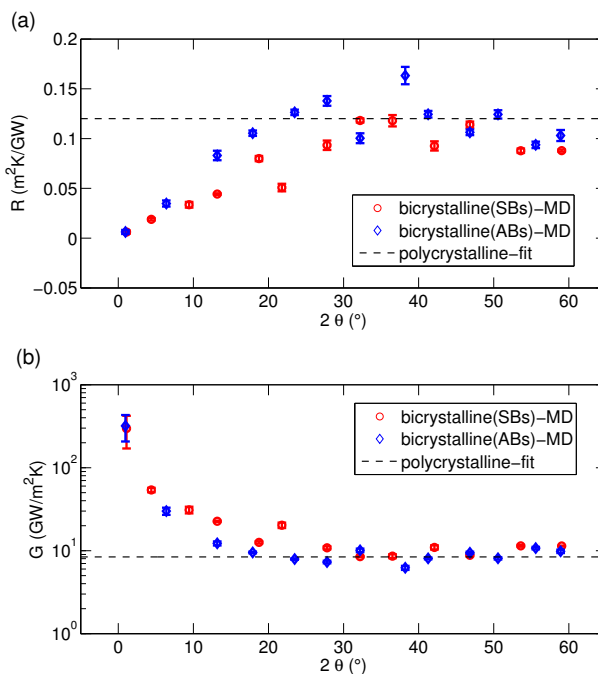 (a)
0.2
0.15
0.1
0.05
0
−0.05
R (m²K/GW)
bicrystalline(SBs)−MD
bicrystalline(ABs)−MD
polycrystalline−fit
0 10 20 30 40 50 60
2 θ (°)
(b)
10³
10²
10¹
10⁰
G (GW/m²K)
bicrystalline(SBs)−MD
bicrystalline(ABs)−MD
polycrystalline−fit
0 10 20 30 40 50 60
2 θ (°)